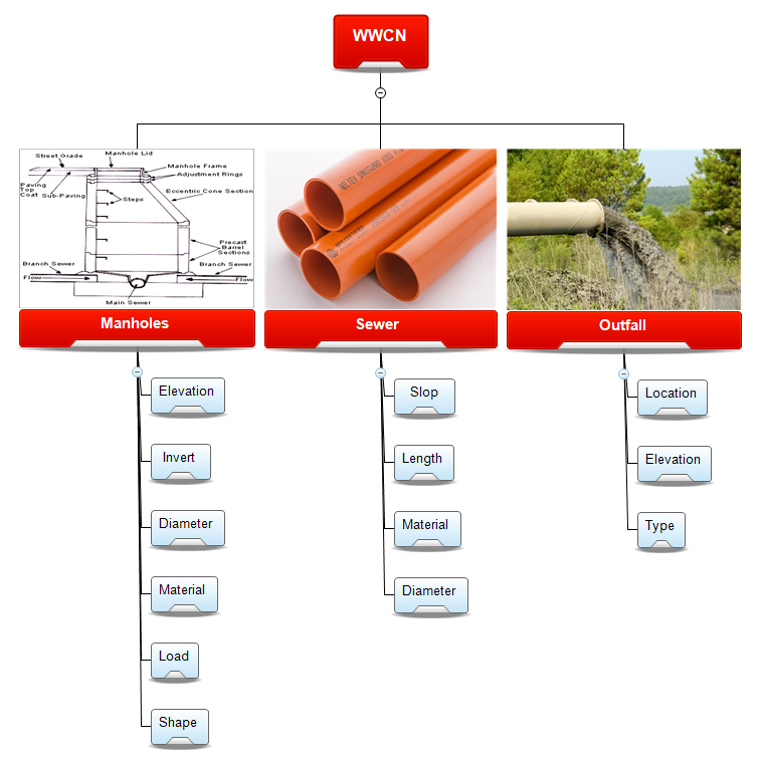 WWCN
Street Grade
Manhole Lid
Manhole Frame
Adjustment Rings
Paving
Top
Coat
Sub-Paving
Eccentric Cone Section
Steps
Precast
Barrel
Sections
Branch Sewer
Branch Sewer
Flow
Flow
Main Sewer
Manholes
Sewer
Outfall
Elevation
Invert
Diameter
Material
Load
Shape
Slop
Length
Material
Diameter
Location
Elevation
Type